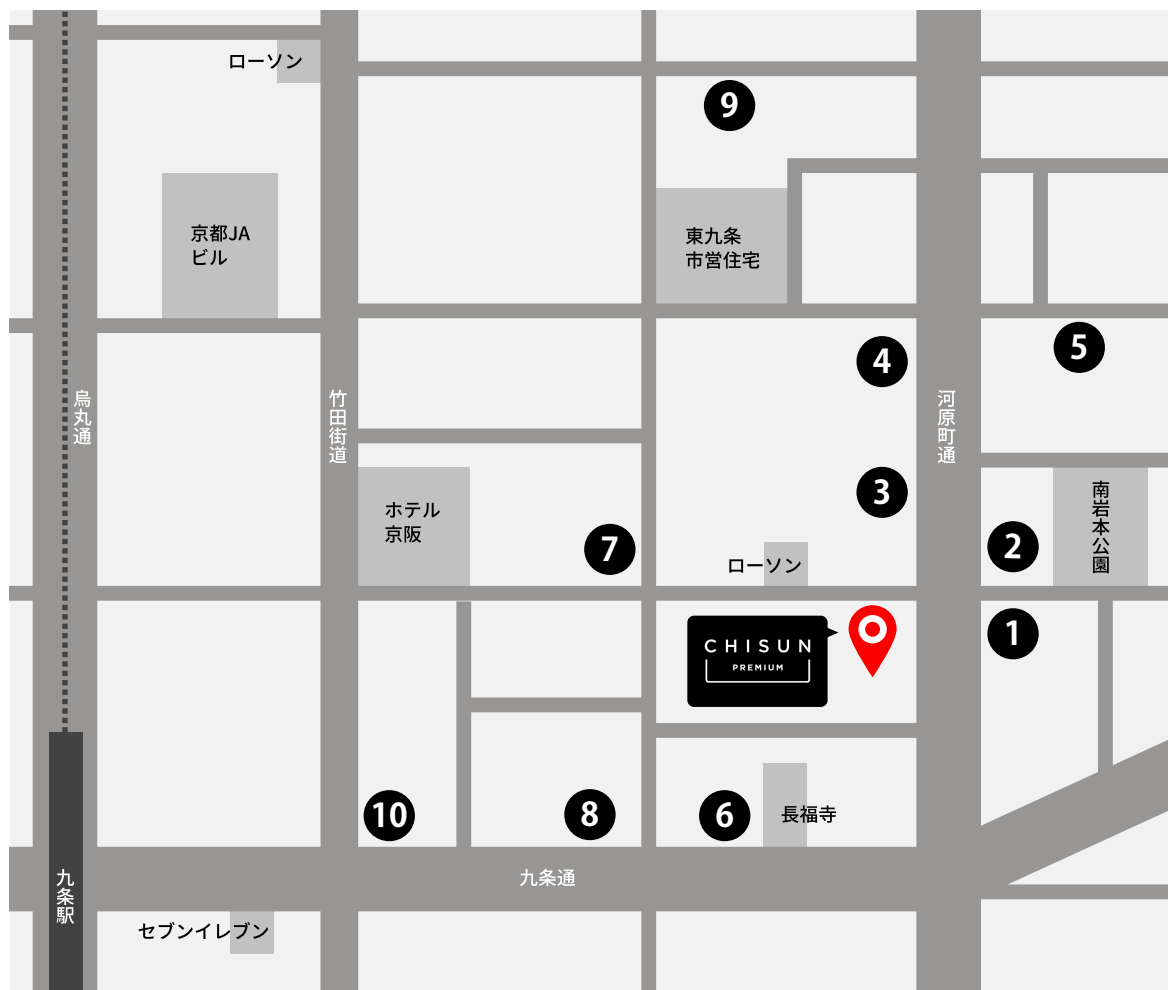 ローソン
9
京都JA
ビル
東九条
市営住宅
4
5
烏丸通
竹田街道
河原町通
3
南岩本公園
ホテル
京阪
7
2
ローソン
1
CHISUN
PREMIUM
10
8
6
長福寺
九条通
九条駅
セブンイレブン